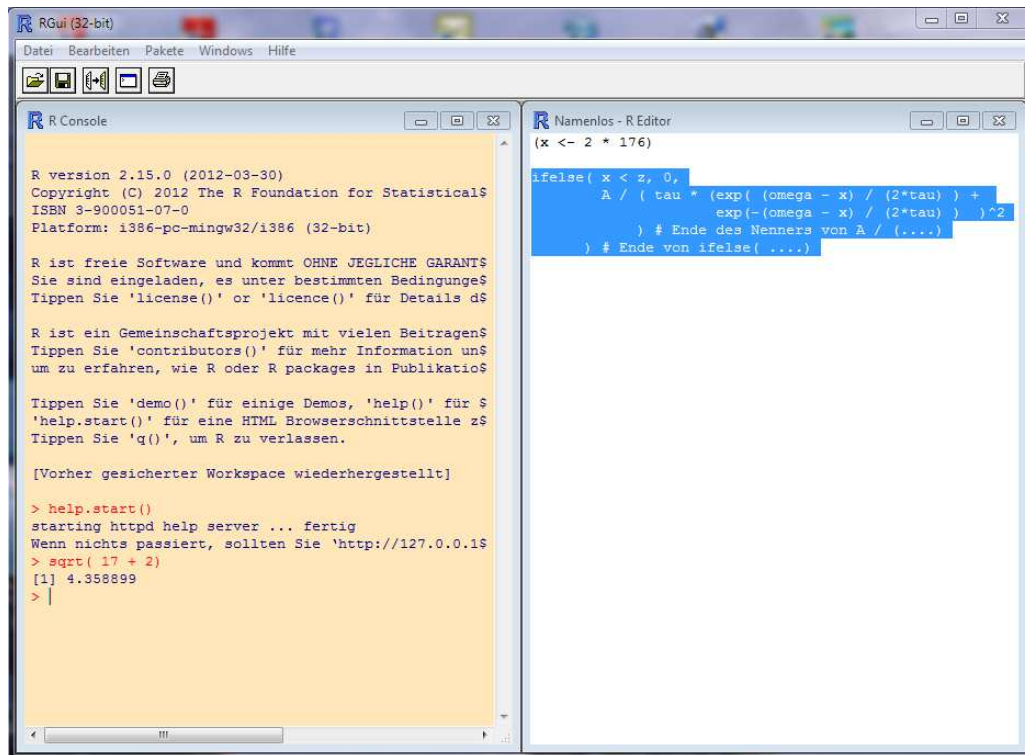 RGui (32-bit)
Datei Bearbeiten Pakete Windows Hilfe
R Console
R version 2.15.0 (2012-03-30)
Copyright (C) 2012 The R Foundation for Statistical$
ISBN 3-900051-07-0
Platform: i386-pc-mingw32/i386 (32-bit)
R ist freie Software und kommt OHNE JEGLICHE GARANT$
Sie sind eingeladen, es unter bestimmten Bedingunge$
Tippen Sie 'license()' or 'licence()' für Details d$
R ist ein Gemeinschaftsprojekt mit vielen Beitragen$
Tippen Sie 'contributors()' für mehr Information un$
um zu erfahren, wie R oder R packages in Publikatio$
Tippen Sie 'demo()' für einige Demos, 'help()' für $
'help.start()' für eine HTML Browserschnittstelle z$
Tippen Sie 'q()', um R zu verlassen.
[Vorher gesicherter Workspace wiederhergestellt]
> help.start()
starting httpd help server ... fertig
Wenn nichts passiert, sollten Sie ‘http://127.0.0.1$
> sqrt( 17 + 2)
[1] 4.358899
>
Namenlos - R Editor
(x <- 2 * 176)
ifelse( x < z, 0,
A / ( tau * (exp( (omega - x) / (2*tau) ) +
exp(-(omega - x) / (2*tau) ) )^2
) # Ende des Nenners von A / (....)
) # Ende von ifelse( ....)